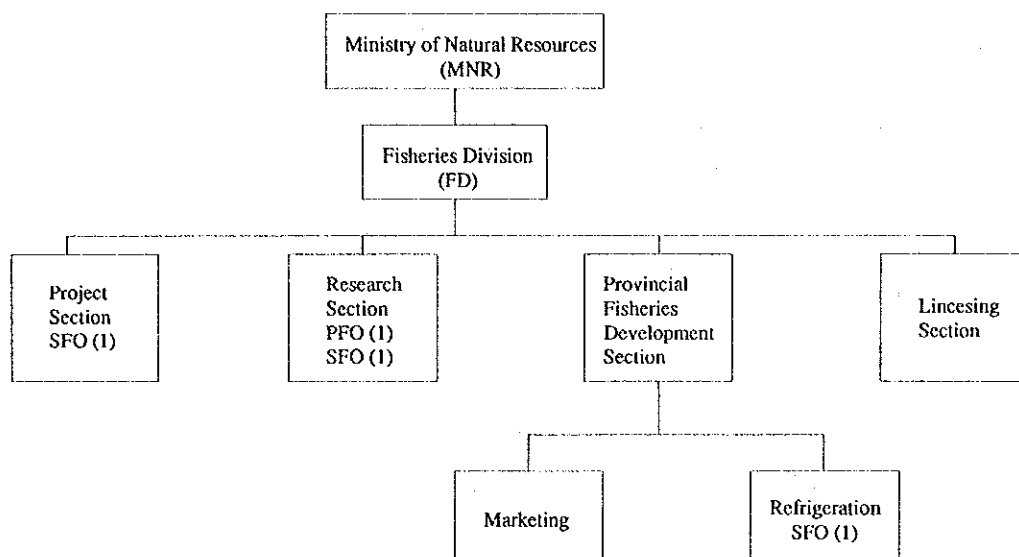 Ministry of Natural Resources
(MNR)
Fisheries Division
(FD)
Project
Section
SFO (1)
Research
Section
PFO (1)
SFO (1)
Provincial
Fisheries
Development
Section
Lincesing
Section
Marketing
Refrigeration
SFO (1)